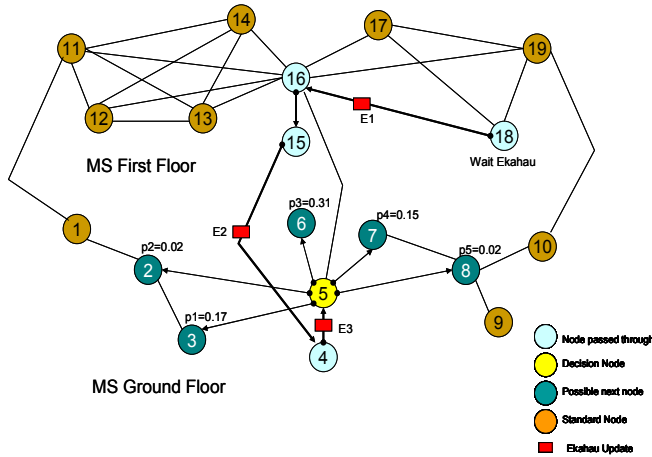 14
17
11
19
16
12
13
E1
18
15
Wait Ekahau
MS First Floor
p3=0.31
p4=0.15
1
E2
6
7
p2=0.02
p5=0.02
10
2
8
5
p1=0.17
9
E3
3
4
Node passed through
Decision Node
MS Ground Floor
Possible next node
Standard Node
Ekahau Update